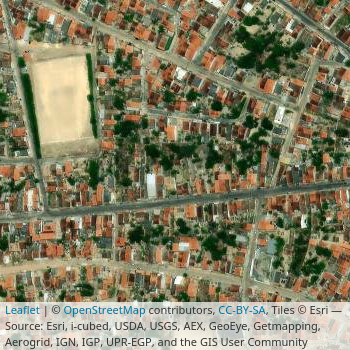 Leaflet | © OpenStreetMap contributors, CC-BY-SA, Tiles © Esri —
Source: Esri, i-cubed, USDA, USGS, AEX, GeoEye, Getmapping,
Aerogrid, IGN, IGP, UPR-EGP, and the GIS User Community